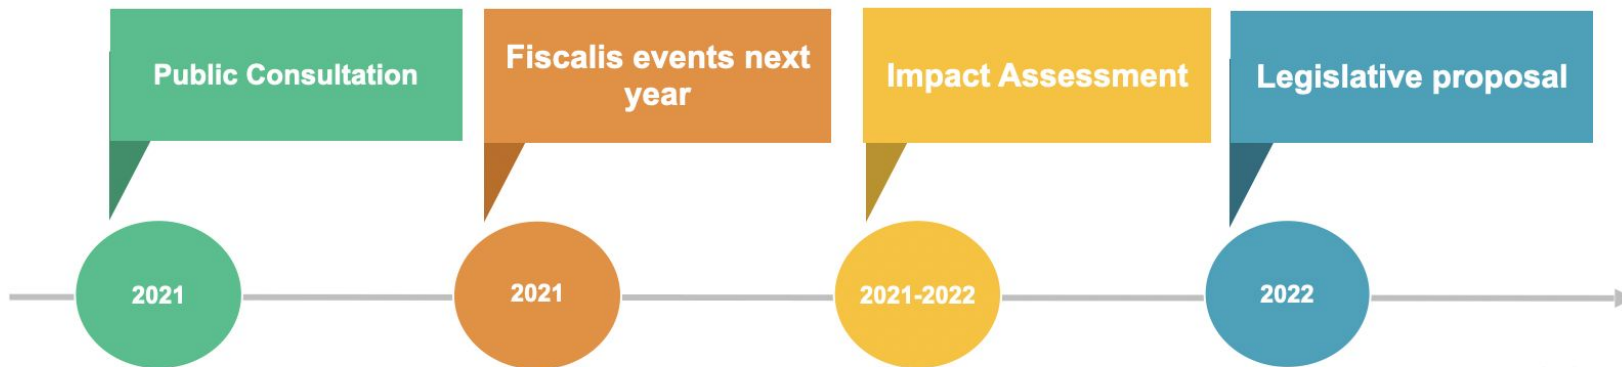 Public Consultation
Fiscalis events next
year
Impact Assessment
Legislative proposal
2021
2021
2021-2022
2022